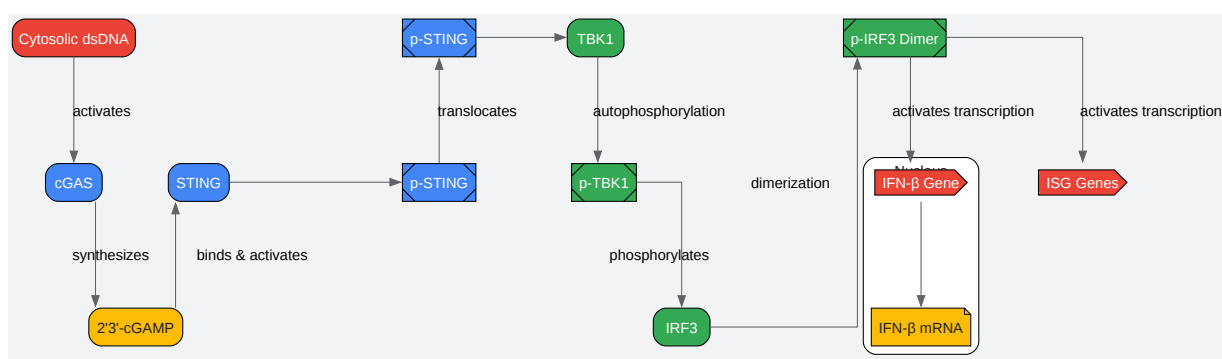 Cytosolic dsDNA
p-STING
TBK1
p-IRF3 Dimer
activates
translocates
autophosphorylation
activates transcription
activates transcription
Nucleus
cGAS
STING
p-STING
p-TBK1
dimerization
IFN-β Gene
ISG Genes
synthesizes
binds & activates
phosphorylates
2'3'-cGAMP
IRF3
IFN-β mRNA